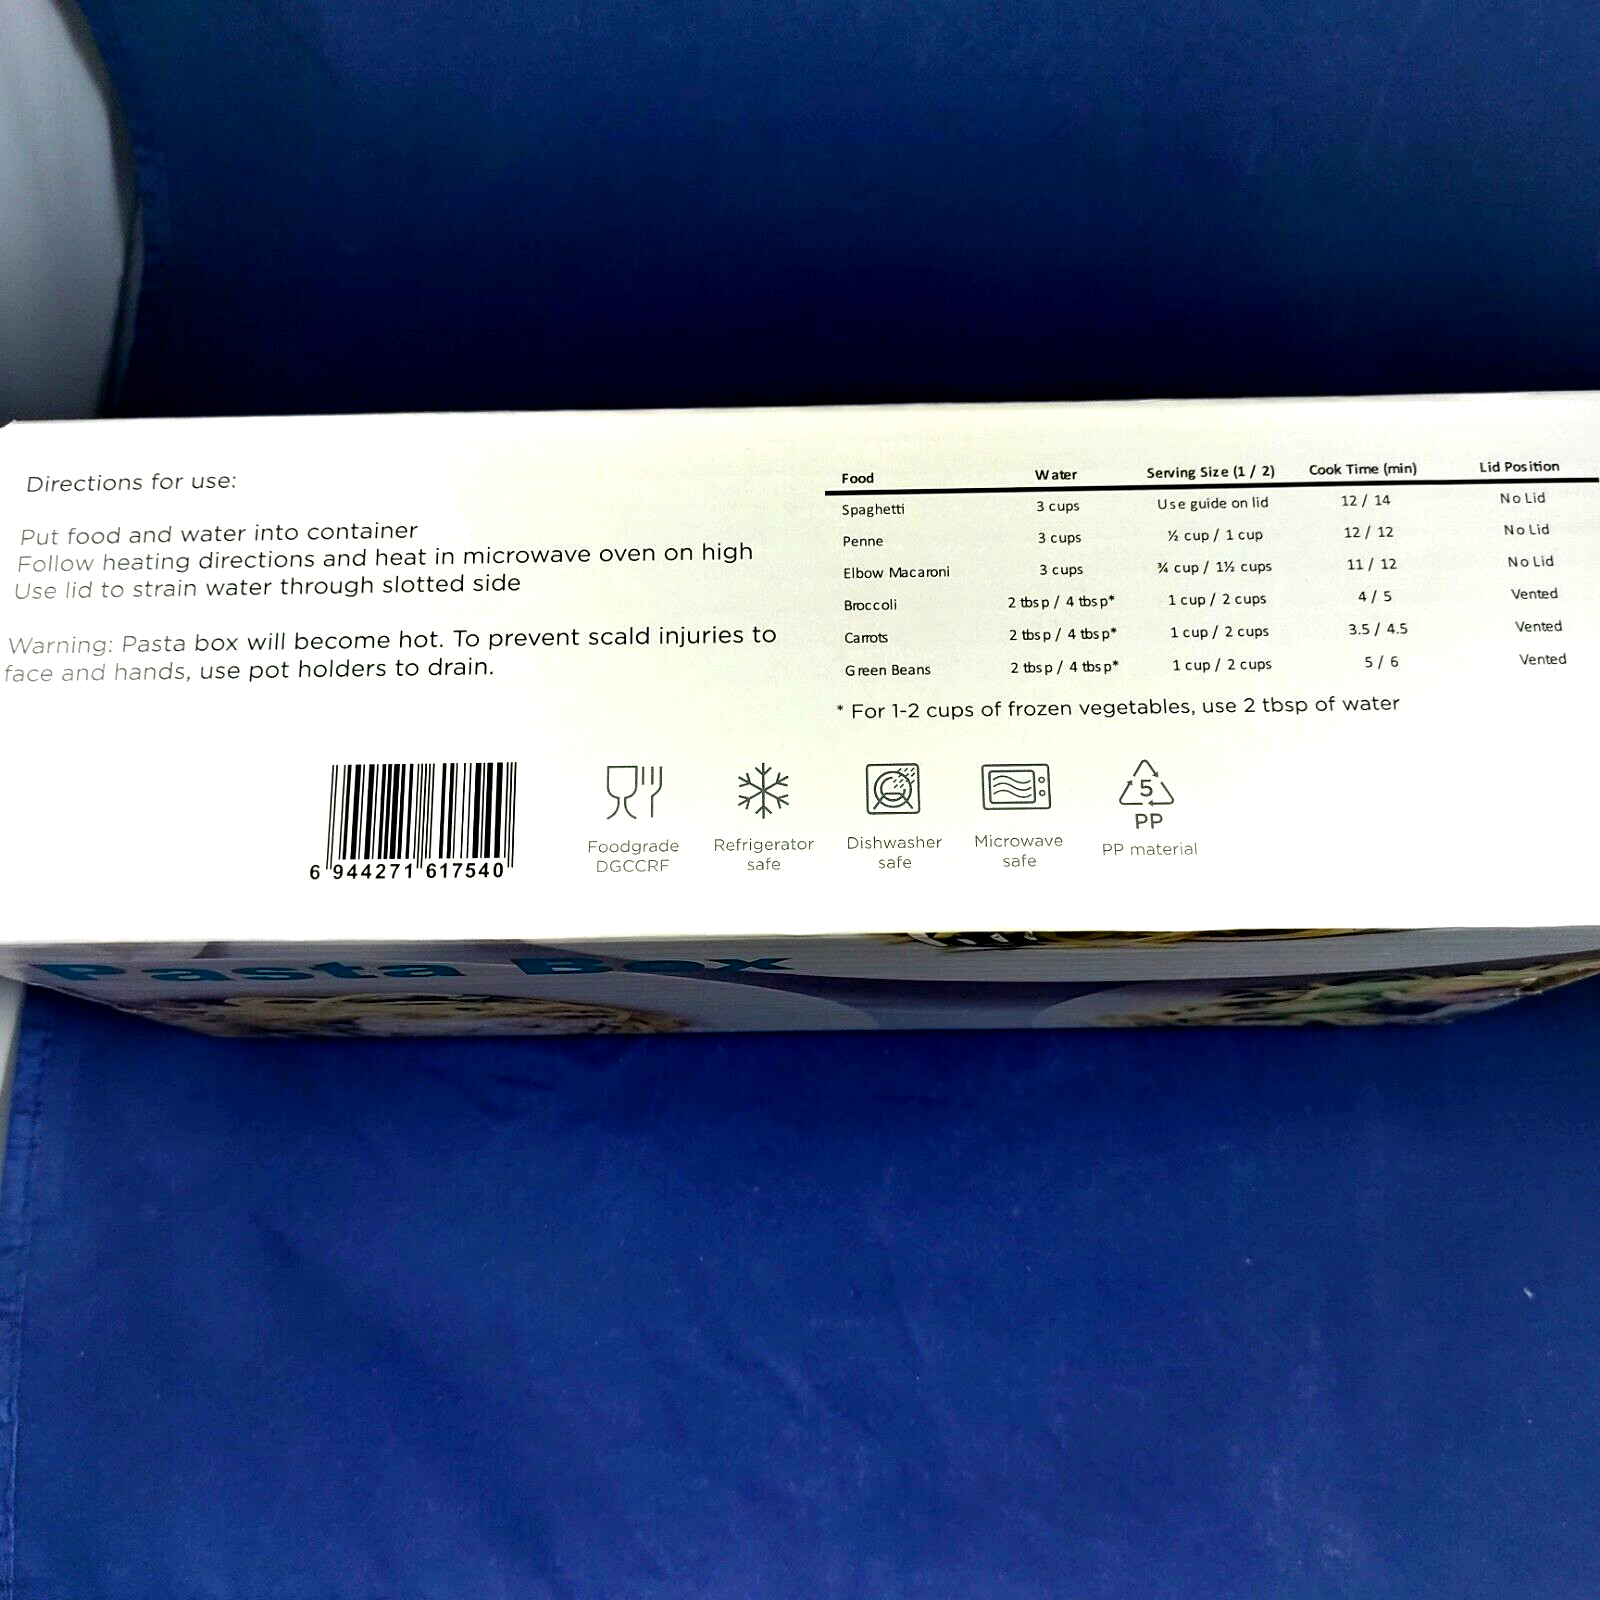 Directions for use:
Put food and water into container
Follow heating directions and heat in microwave oven on high
Use lid to strain water through slotted side
Warning: Pasta box will become hot. To prevent scald injuries to
face and hands, use pot holders to drain.
Food Water Serving Size (1 / 2) Cook Time (min) Lid Position
Spaghetti 3 cups Use guide on lid 12 / 14 No Lid
Penne 3 cups ½ cup / 1 cup 12 / 12 No Lid
Elbow Macaroni 3 cups ¾ cup / 1½ cups 11 / 12 No Lid
Broccoli 2 tbsp / 4 tbsp* 1 cup / 2 cups 4 / 5 Vented
Carrots 2 tbsp / 4 tbsp* 1 cup / 2 cups 3.5 / 4.5 Vented
Green Beans 2 tbsp / 4 tbsp* 1 cup / 2 cups 5 / 6 Vented
* For 1-2 cups of frozen vegetables, use 2 tbsp of water
6 944271 617540
Foodgrade
DGCCRF
Refrigerator
safe
Dishwasher
safe
Microwave
safe
5
PP
PP material
Pasta Box